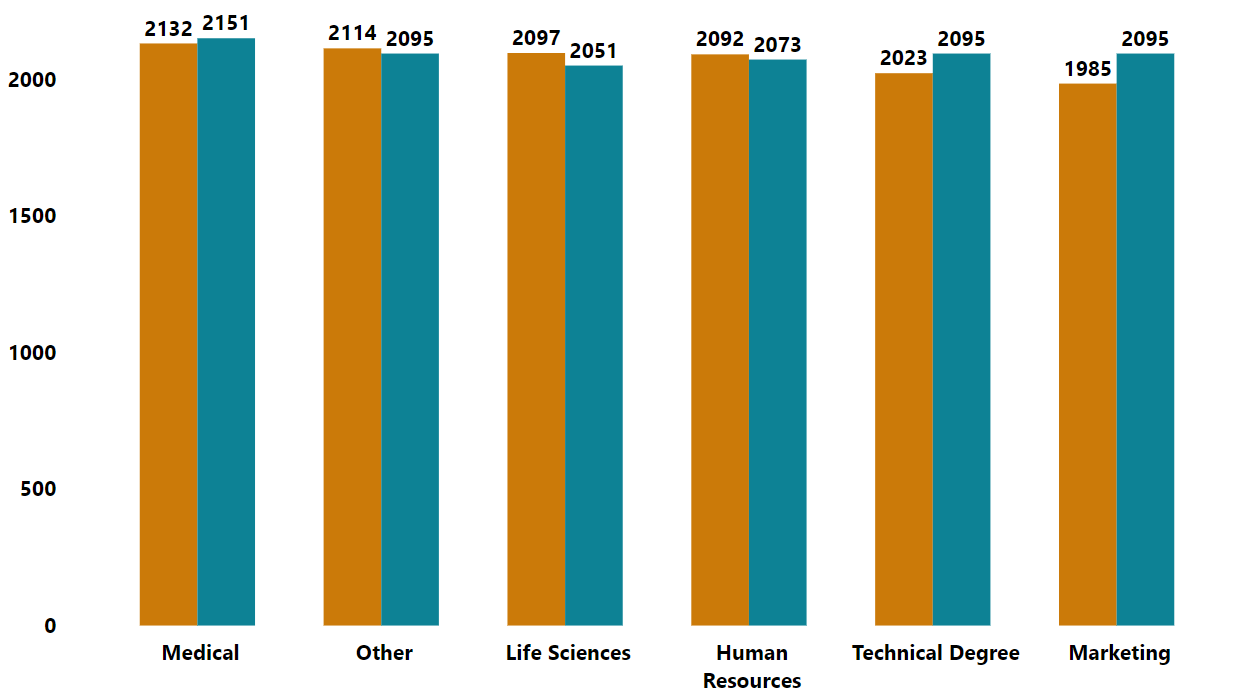 2132 2151
2114 2095
2097 2051
2092 2073
2023 2095
1985 2095
2000
1500
1000
500
0
Medical
Other
Life Sciences
Human
Resources
Technical Degree
Marketing